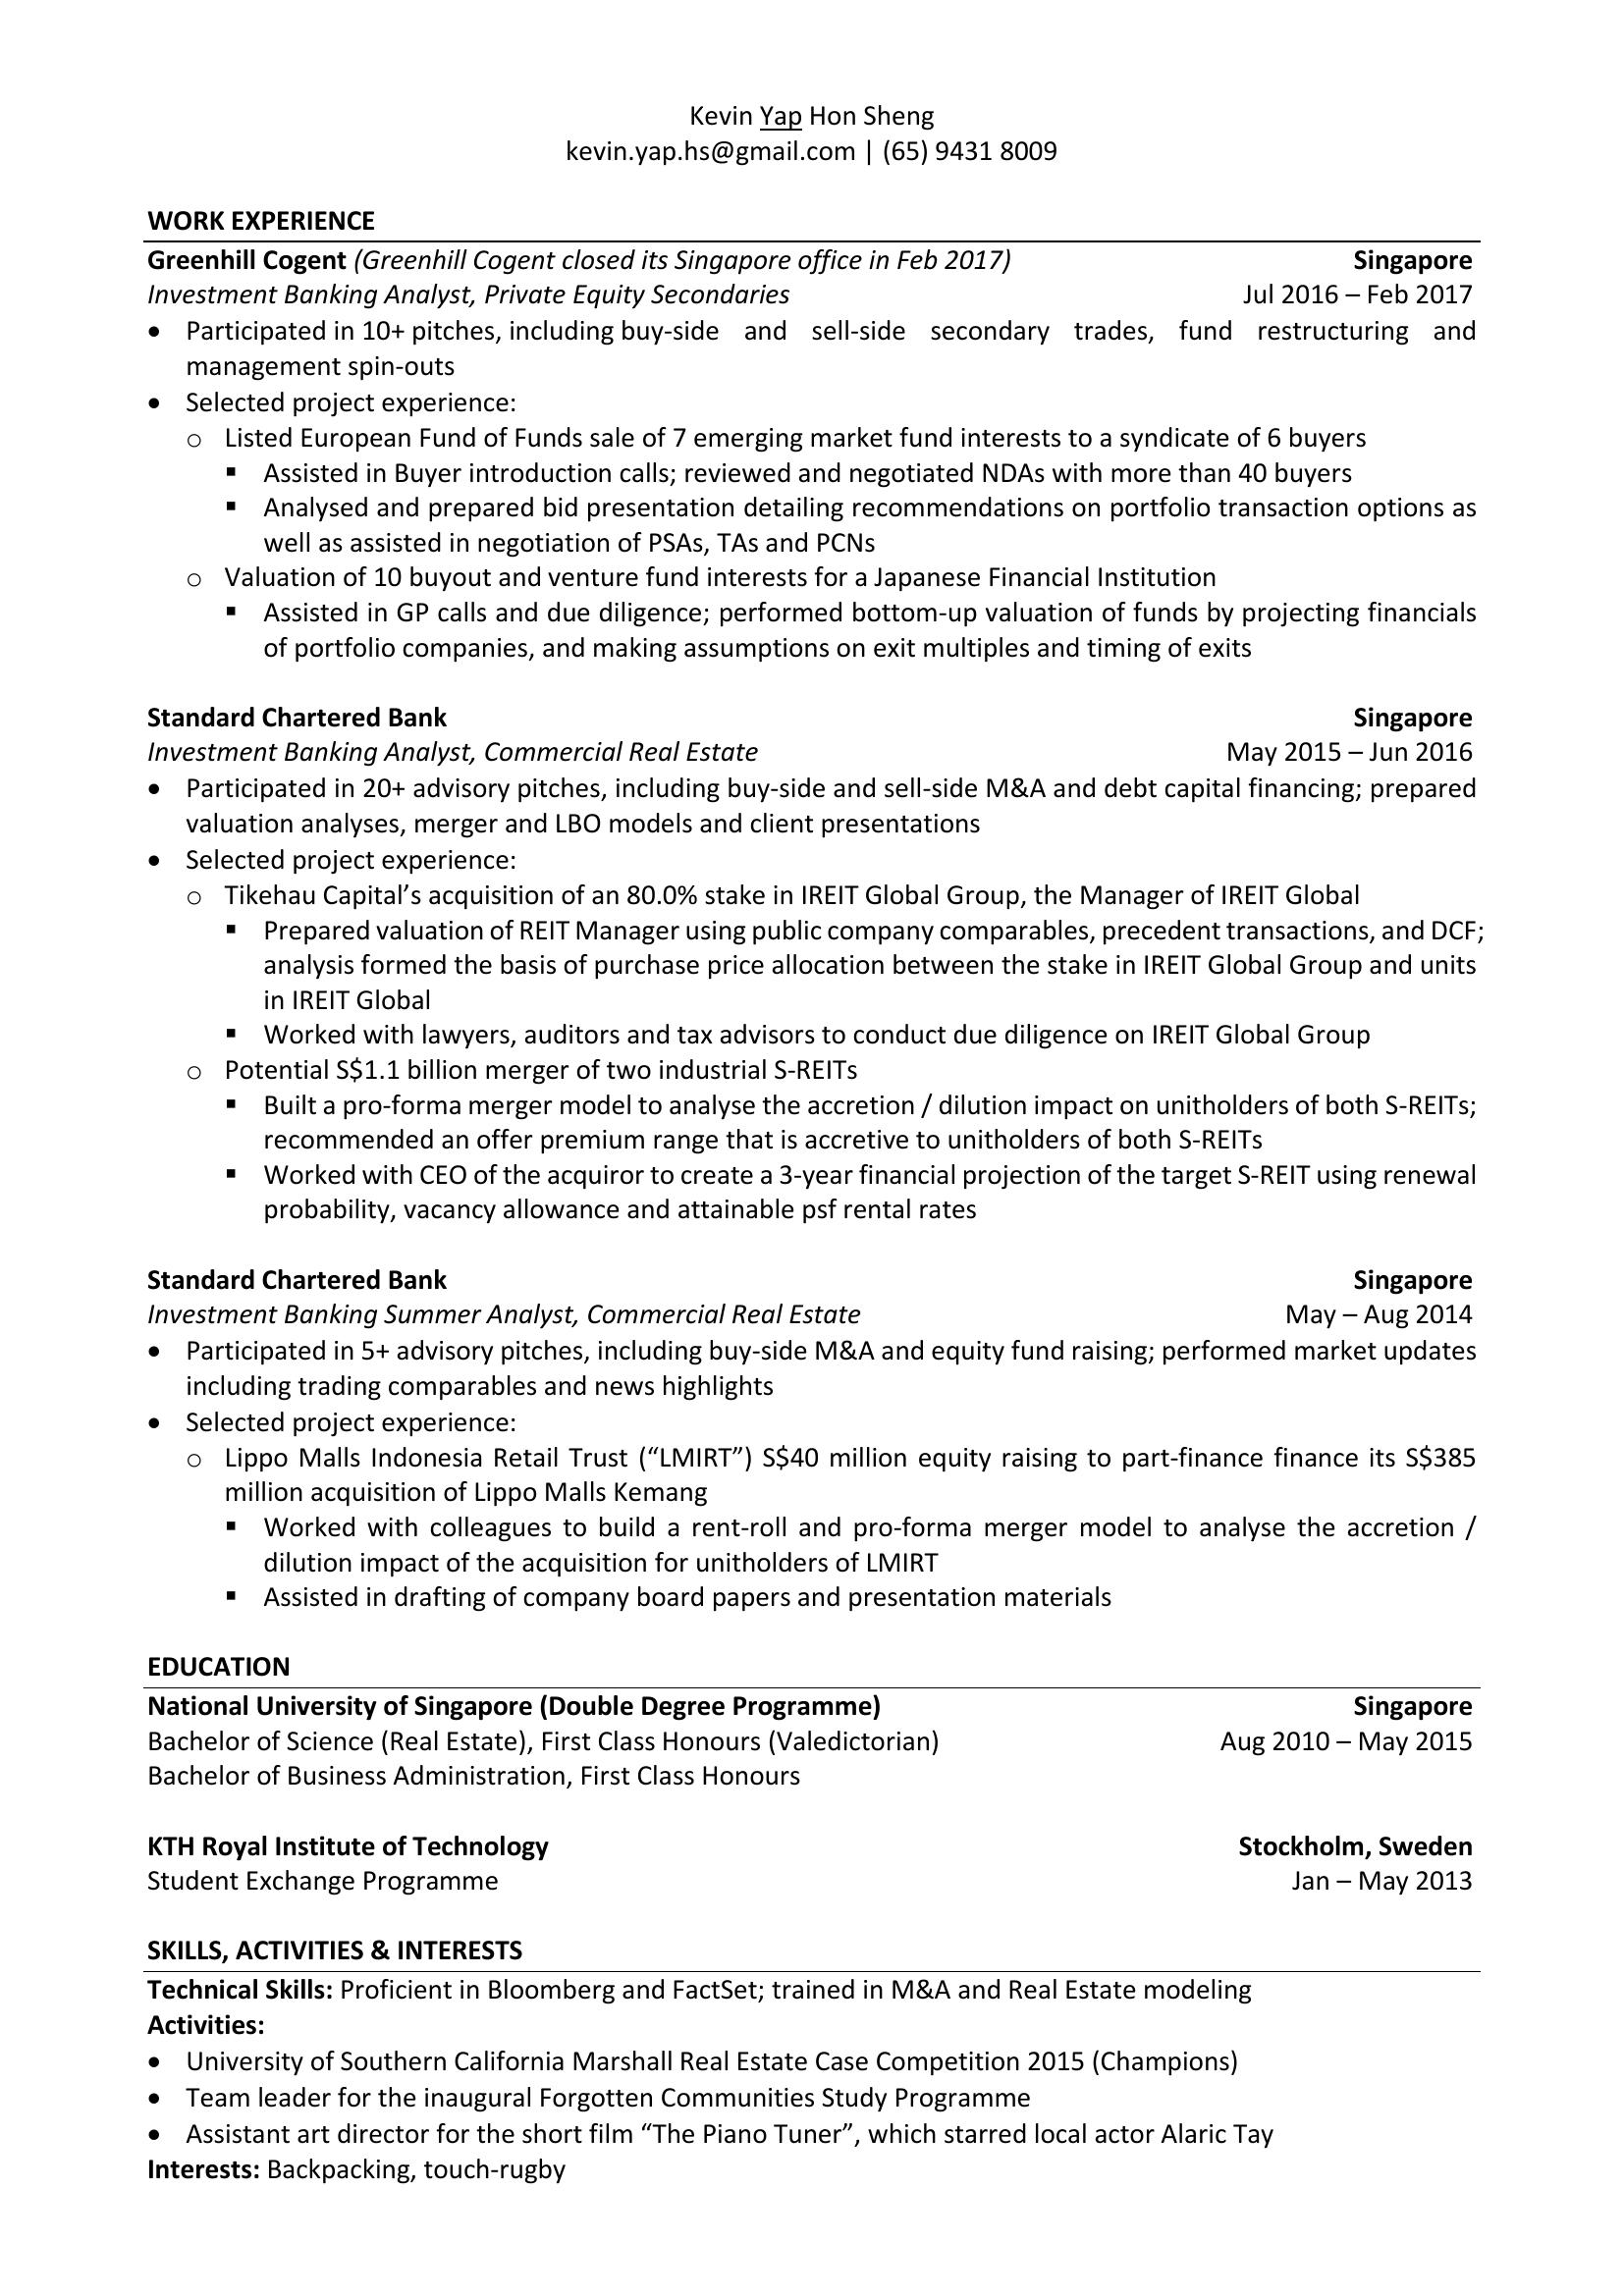 Kevin Yap Hon Sheng
kevin.yap.hs@gmail.com | (65) 9431 8009
WORK EXPERIENCE
Greenhill Cogent (Greenhill Cogent closed its Singapore office in Feb 2017) Singapore
Investment Banking Analyst, Private Equity Secondaries Jul 2016 – Feb 2017
• Participated in 10+ pitches, including buy-side and sell-side secondary trades, fund restructuring and
management spin-outs
• Selected project experience:
o Listed European Fund of Funds sale of 7 emerging market fund interests to a syndicate of 6 buyers
▪ Assisted in Buyer introduction calls; reviewed and negotiated NDAs with more than 40 buyers
▪ Analysed and prepared bid presentation detailing recommendations on portfolio transaction options as
well as assisted in negotiation of PSAs, TAs and PCNs
o Valuation of 10 buyout and venture fund interests for a Japanese Financial Institution
▪ Assisted in GP calls and due diligence; performed bottom-up valuation of funds by projecting financials
of portfolio companies, and making assumptions on exit multiples and timing of exits
Standard Chartered Bank Singapore
Investment Banking Analyst, Commercial Real Estate May 2015 – Jun 2016
• Participated in 20+ advisory pitches, including buy-side and sell-side M&A and debt capital financing; prepared
valuation analyses, merger and LBO models and client presentations
• Selected project experience:
o Tikehau Capital’s acquisition of an 80.0% stake in IREIT Global Group, the Manager of IREIT Global
▪ Prepared valuation of REIT Manager using public company comparables, precedent transactions, and DCF;
analysis formed the basis of purchase price allocation between the stake in IREIT Global Group and units
in IREIT Global
▪ Worked with lawyers, auditors and tax advisors to conduct due diligence on IREIT Global Group
o Potential S$1.1 billion merger of two industrial S-REITs
▪ Built a pro-forma merger model to analyse the accretion / dilution impact on unitholders of both S-REITs;
recommended an offer premium range that is accretive to unitholders of both S-REITs
▪ Worked with CEO of the acquiror to create a 3-year financial projection of the target S-REIT using renewal
probability, vacancy allowance and attainable psf rental rates
Standard Chartered Bank Singapore
Investment Banking Summer Analyst, Commercial Real Estate May – Aug 2014
• Participated in 5+ advisory pitches, including buy-side M&A and equity fund raising; performed market updates
including trading comparables and news highlights
• Selected project experience:
o Lippo Malls Indonesia Retail Trust (“LMIRT”) S$40 million equity raising to part-finance finance its S$385
million acquisition of Lippo Malls Kemang
▪ Worked with colleagues to build a rent-roll and pro-forma merger model to analyse the accretion /
dilution impact of the acquisition for unitholders of LMIRT
▪ Assisted in drafting of company board papers and presentation materials
EDUCATION
National University of Singapore (Double Degree Programme) Singapore
Bachelor of Science (Real Estate), First Class Honours (Valedictorian) Aug 2010 – May 2015
Bachelor of Business Administration, First Class Honours
KTH Royal Institute of Technology Stockholm, Sweden
Student Exchange Programme Jan – May 2013
SKILLS, ACTIVITIES & INTERESTS
Technical Skills: Proficient in Bloomberg and FactSet; trained in M&A and Real Estate modeling
Activities:
• University of Southern California Marshall Real Estate Case Competition 2015 (Champions)
• Team leader for the inaugural Forgotten Communities Study Programme
• Assistant art director for the short film “The Piano Tuner”, which starred local actor Alaric Tay
Interests: Backpacking, touch-rugby